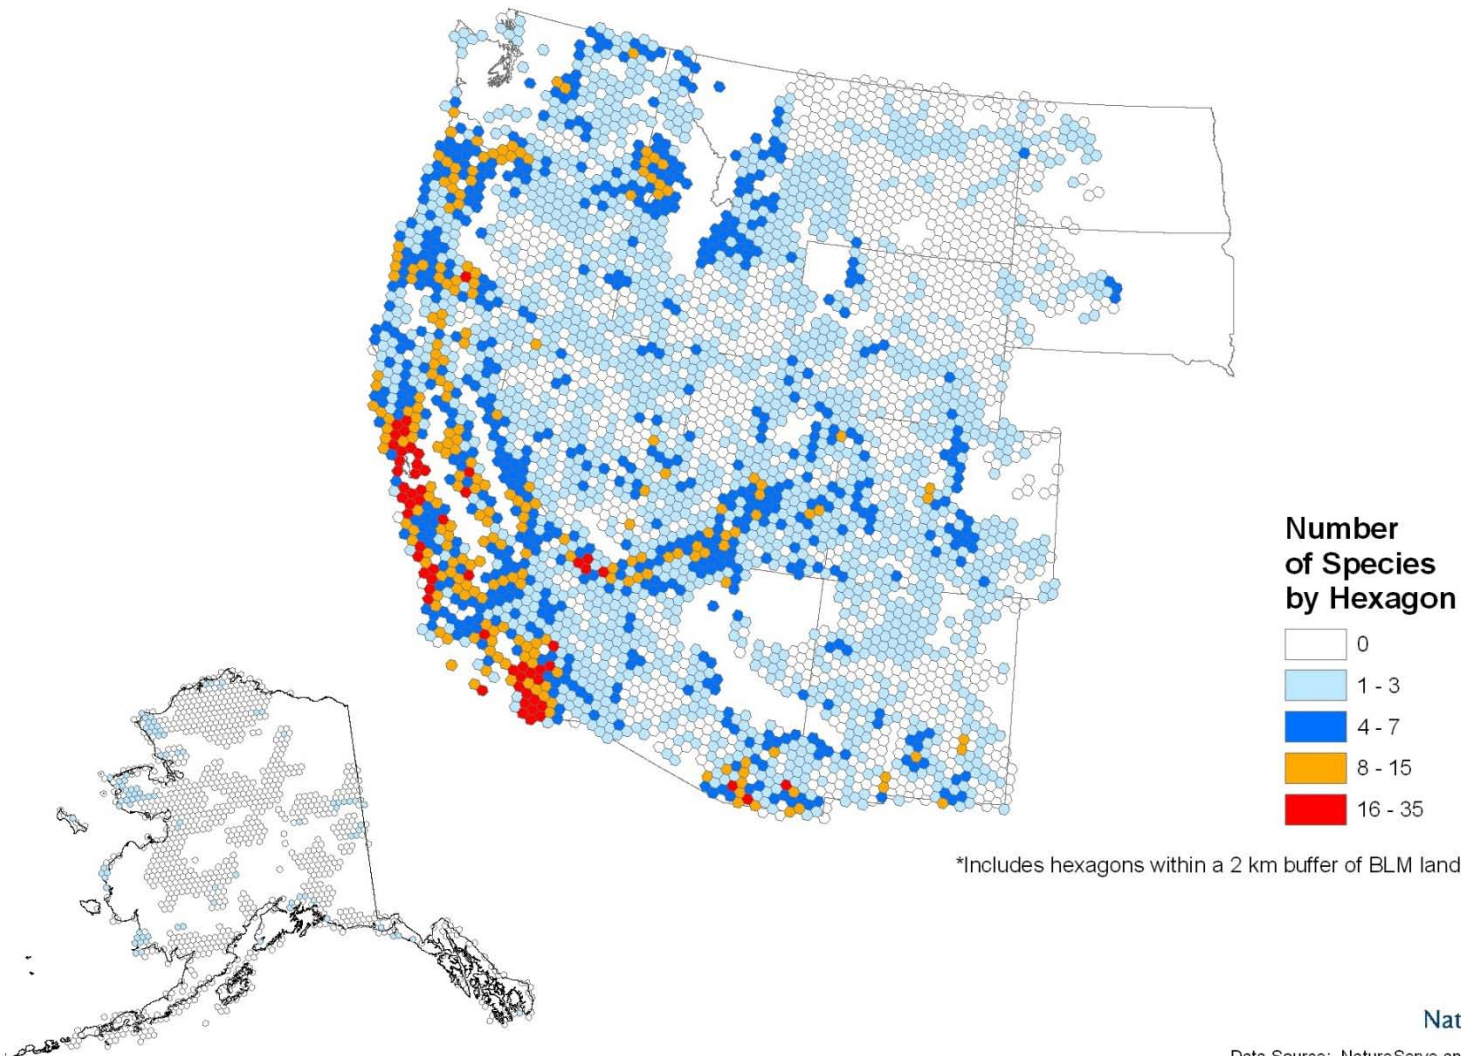 Number
of Species
by Hexagon
0
1 - 3
4 - 7
8 - 15
16 - 35
*Includes hexagons within a 2 km buffer of BLM land
Nat
Data Source: NatureServe an